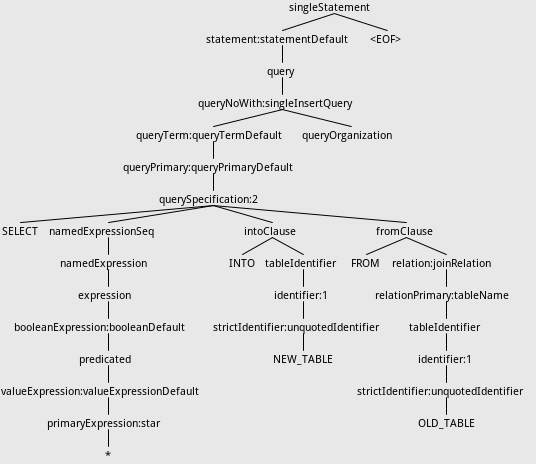 singleStatement
statement:statementDefault <EOF>
query
queryNoWith:singleInsertQuery
queryTerm:queryTermDefault queryOrganization
queryPrimary:queryPrimaryDefault
querySpecification:2
SELECT namedExpressionSeq intoClause fromClause
namedExpression INTO tableIdentifier FROM relation:joinRelation
expression identifier:1 relationPrimary:tableName
booleanExpression:booleanDefault strictIdentifier:unquotedIdentifier tableIdentifier
predicated NEW_TABLE identifier:1
valueExpression:valueExpressionDefault strictIdentifier:unquotedIdentifier
primaryExpression:star OLD_TABLE
*